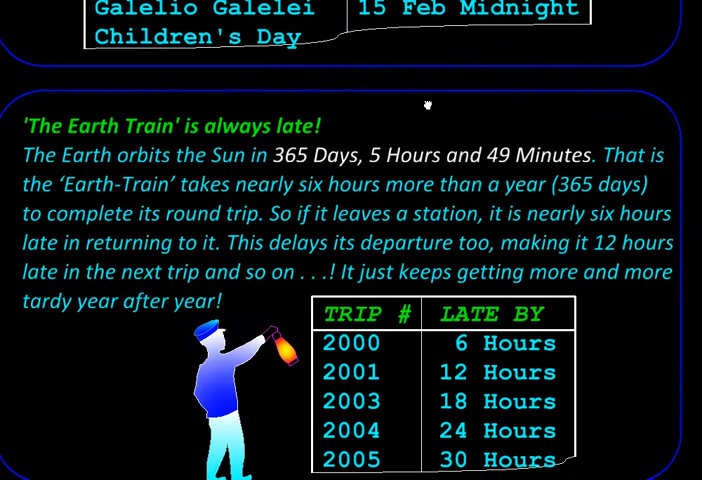 Galelio Galelei 15 Feb Midnight
Children's Day
'The Earth Train' is always late!
The Earth orbits the Sun in 365 Days, 5 Hours and 49 Minutes. That is
the ‘Earth-Train’ takes nearly six hours more than a year (365 days)
to complete its round trip. So if it leaves a station, it is nearly six hours
late in returning to it. This delays its departure too, making it 12 hours
late in the next trip and so on . . .! It just keeps getting more and more
tardy year after year!
TRIP # LATE BY
2000 6 Hours
2001 12 Hours
2003 18 Hours
2004 24 Hours
2005 30 Hours